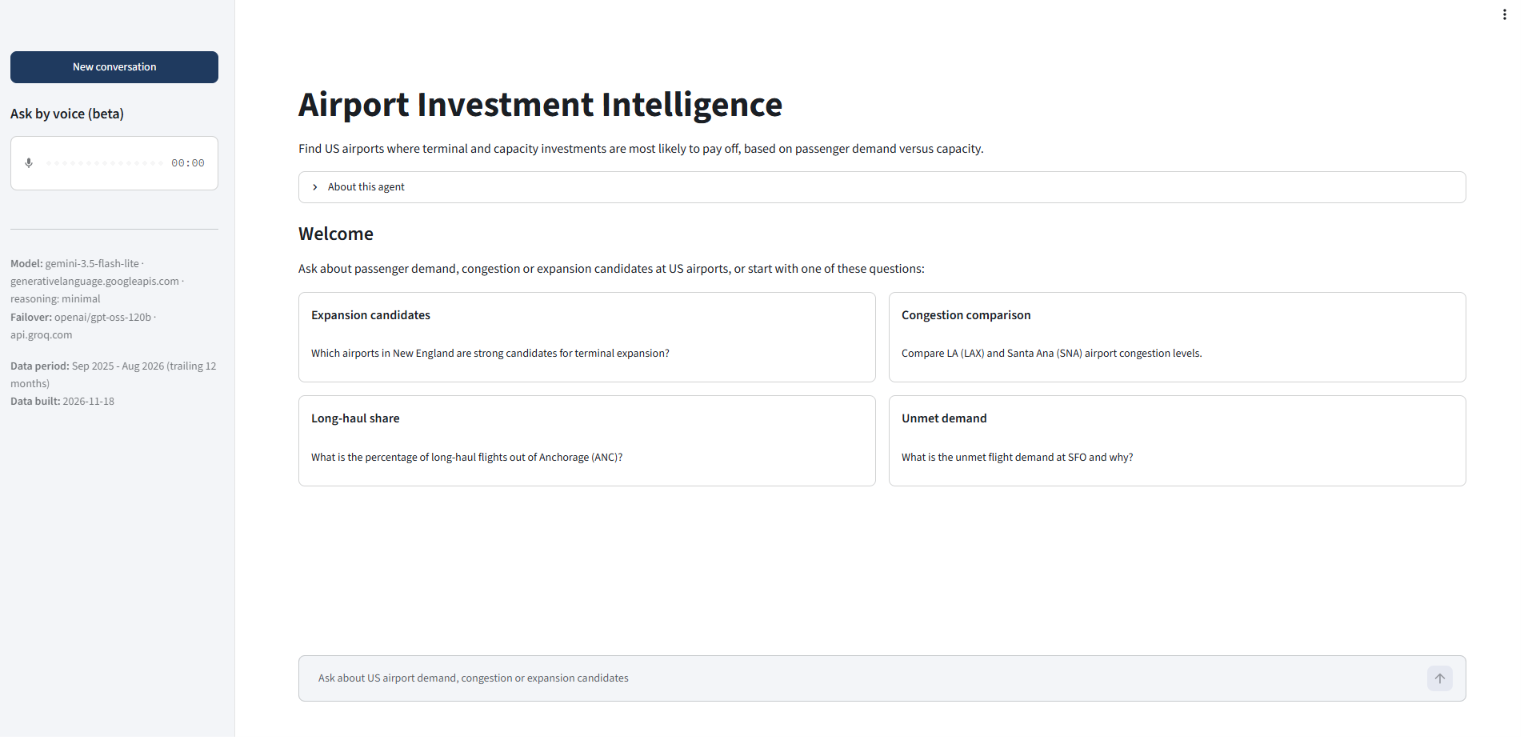 New conversation
Ask by voice (beta)
00:00
Model: gemini-3.5-flash-lite ·
generativelanguage.googleapis.com ·
reasoning: minimal
Failover: openai/gpt-oss-120b ·
api.groq.com
Data period: Sep 2025 - Aug 2026 (trailing 12
months)
Data built: 2026-11-18
Airport Investment Intelligence
Find US airports where terminal and capacity investments are most likely to pay off, based on passenger demand versus capacity.
About this agent
Welcome
Ask about passenger demand, congestion or expansion candidates at US airports, or start with one of these questions:
Expansion candidates
Which airports in New England are strong candidates for terminal expansion?
Congestion comparison
Compare LA (LAX) and Santa Ana (SNA) airport congestion levels.
Long-haul share
What is the percentage of long-haul flights out of Anchorage (ANC)?
Unmet demand
What is the unmet flight demand at SFO and why?
Ask about US airport demand, congestion or expansion candidates